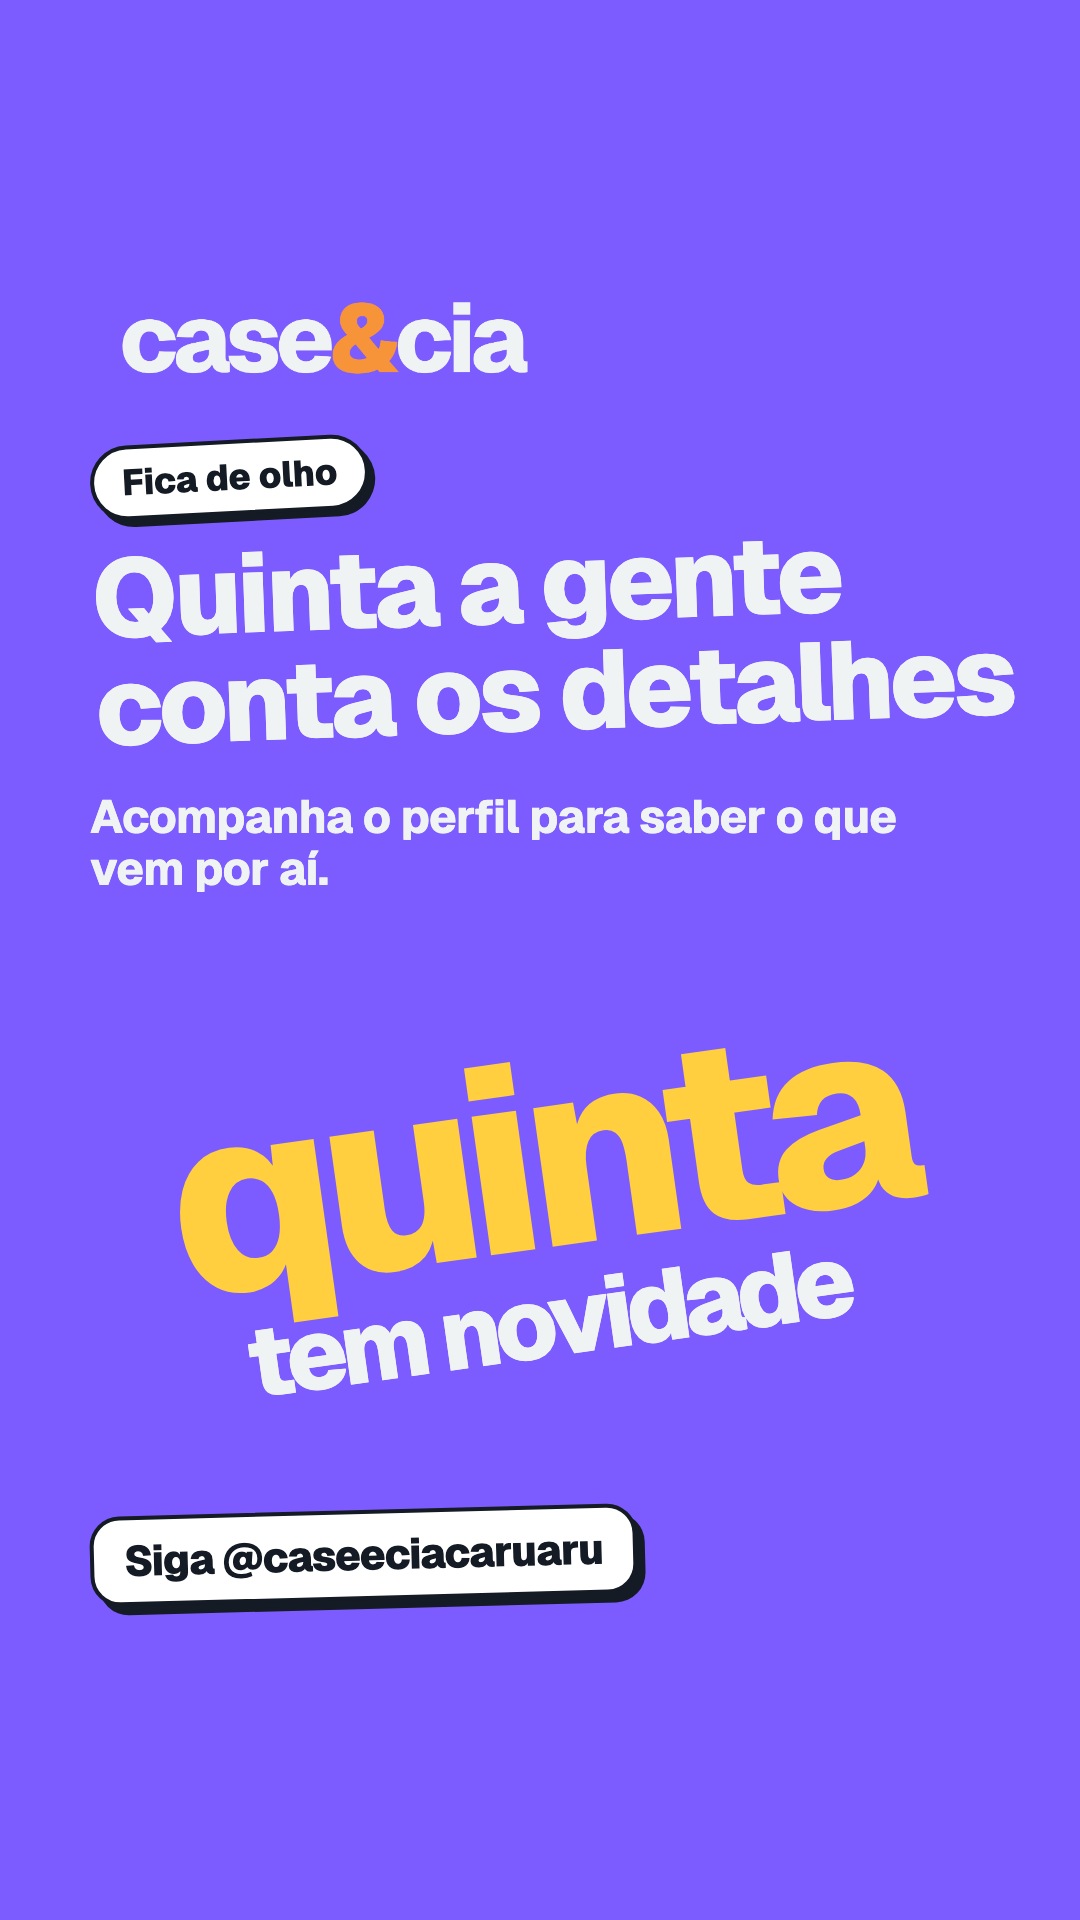 case&cia
Fica de olho
Quinta a gente
conta os detalhes
Acompanha o perfil para saber o que
vem por aí.
quinta
tem novidade
Siga @caseeciacaruaru